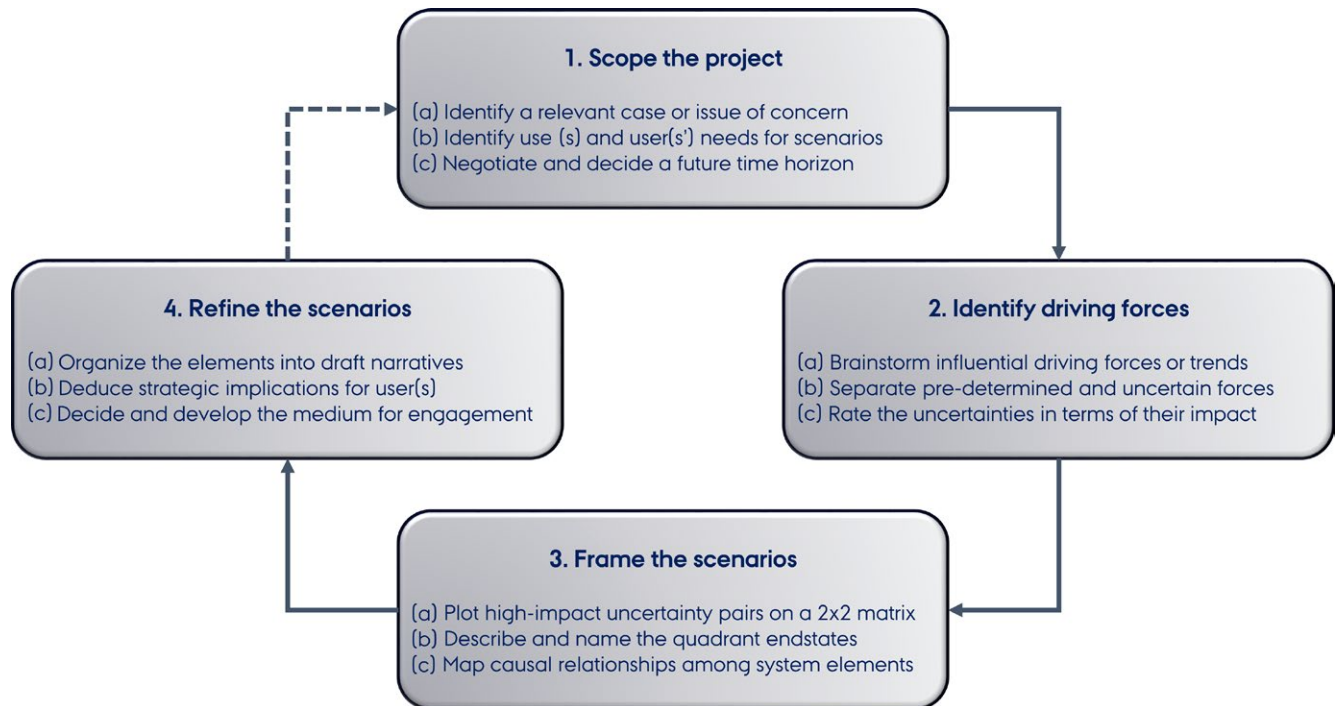 1. Scope the project
(a) Identify a relevant case or issue of concern
(b) Identify use (s) and user(s') needs for scenarios
(c) Negotiate and decide a future time horizon
2. Identify driving forces
(a) Brainstorm influential driving forces or trends
(b) Separate pre-determined and uncertain forces
(c) Rate the uncertainties in terms of their impact
3. Frame the scenarios
(a) Plot high-impact uncertainty pairs on a 2x2 matrix
(b) Describe and name the quadrant endstates
(c) Map causal relationships among system elements
4. Refine the scenarios
(a) Organize the elements into draft narratives
(b) Deduce strategic implications for user(s)
(c) Decide and develop the medium for engagement